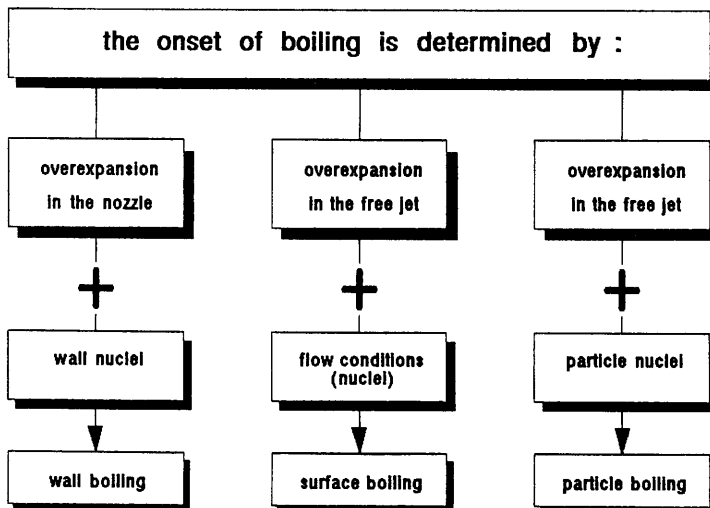 the onset of boiling is determined by :
overexpansion
in the nozzle
overexpansion
in the free jet
overexpansion
in the free jet
+
+
+
wall nuclei
flow conditions
(nuclei)
particle nuclei
wall boiling
surface boiling
particle boiling